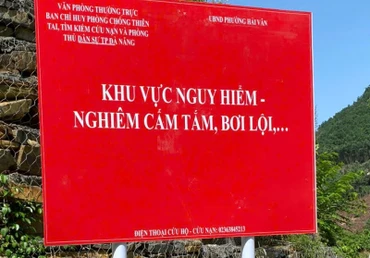 VĂN PHÒNG THƯỜNG TRỰC
BAN CHỈ HUY PHÒNG CHỐNG THIÊN
TAI, TÌM KIẾM CỨU NẠN VÀ PHÒNG
THỦ DÂN SỰ TP ĐÀ NẴNG
UBND PHƯỜNG HẢI VÂN
KHU VỰC NGUY HIỂM -
NGHIÊM CẤM TẮM, BƠI LỘI,...
ĐIỆN THOẠI CỨU HỘ - CỨU NẠN: 02363845213